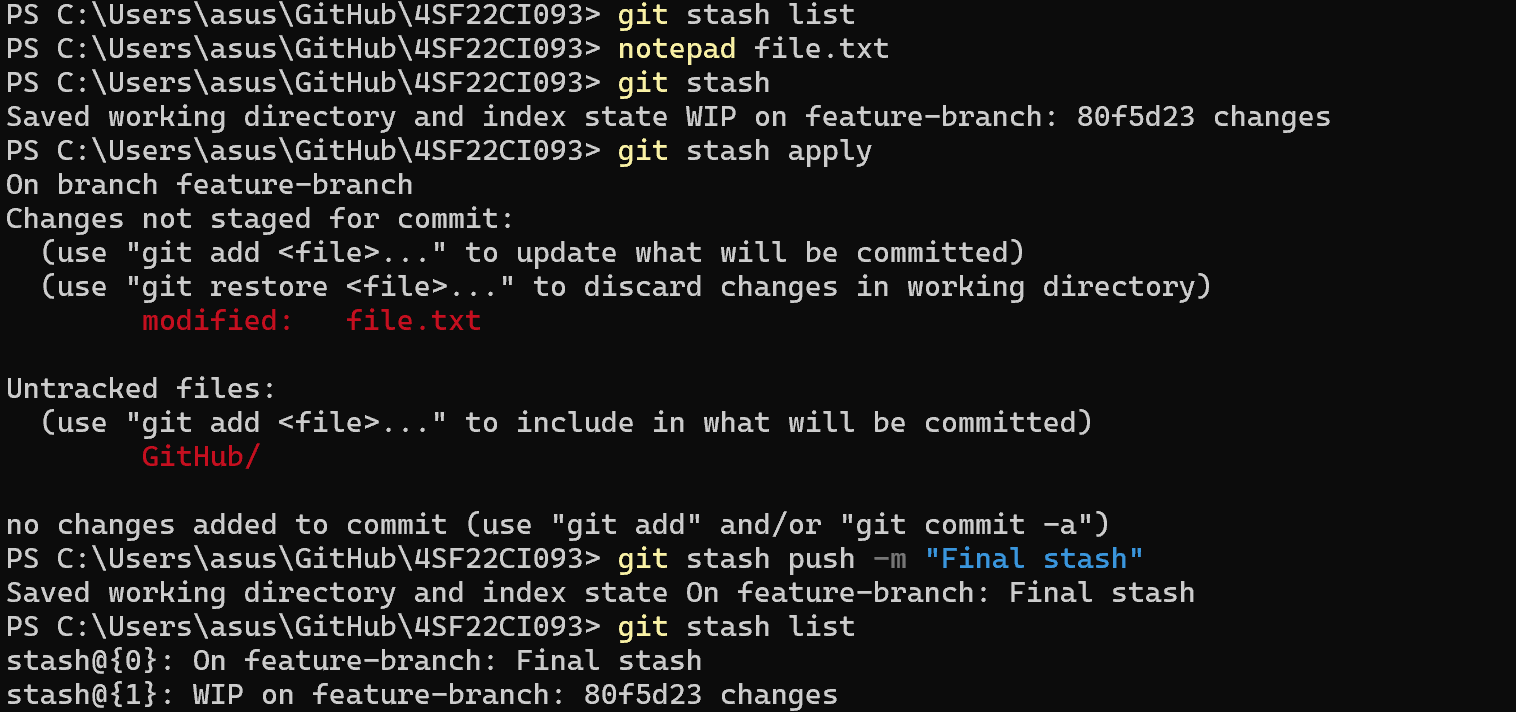 PS C:\Users\asus\GitHub\4SF22CI093> git stash list
PS C:\Users\asus\GitHub\4SF22CI093> notepad file.txt
PS C:\Users\asus\GitHub\4SF22CI093> git stash
Saved working directory and index state WIP on feature-branch: 80f5d23 changes
PS C:\Users\asus\GitHub\4SF22CI093> git stash apply
On branch feature-branch
Changes not staged for commit:
  (use "git add <file>..." to update what will be committed)
  (use "git restore <file>..." to discard changes in working directory)
        modified:   file.txt

Untracked files:
  (use "git add <file>..." to include in what will be committed)
        GitHub/

no changes added to commit (use "git add" and/or "git commit -a")
PS C:\Users\asus\GitHub\4SF22CI093> git stash push -m "Final stash"
Saved working directory and index state On feature-branch: Final stash
PS C:\Users\asus\GitHub\4SF22CI093> git stash list
stash@{0}: On feature-branch: Final stash
stash@{1}: WIP on feature-branch: 80f5d23 changes